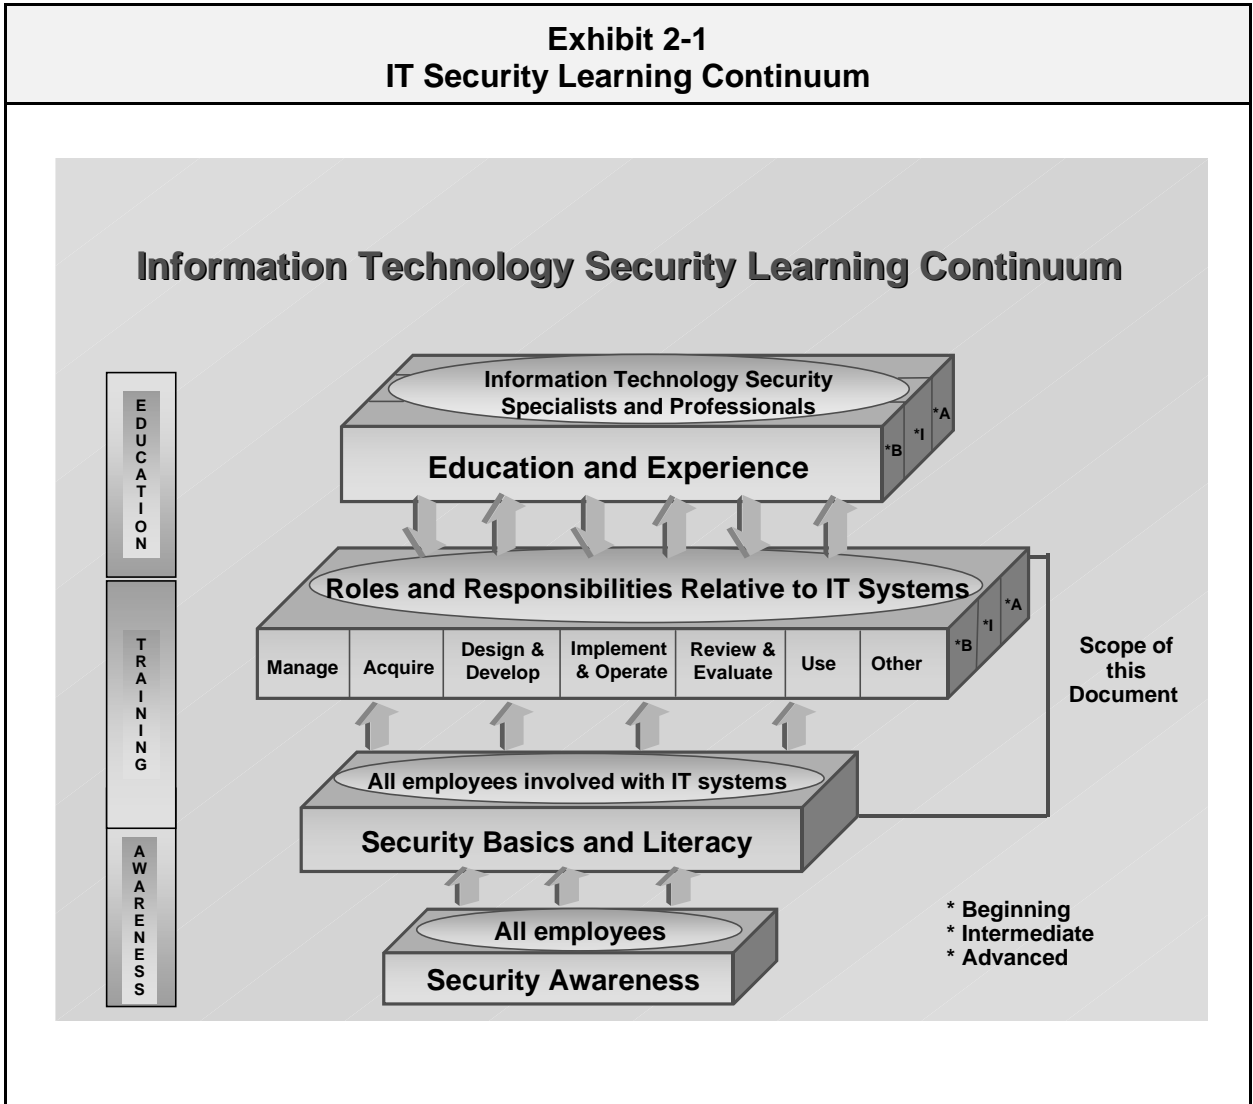 Exhibit 2-1
IT Security Learning Continuum
Information Technology Security Learning Continuum
EDUCATION
Information Technology Security
Specialists and Professionals
*B
*I
*A
Education and Experience
TRAINING
Roles and Responsibilities Relative to IT Systems
*B
*I
*A
Manage
Acquire
Design &
Develop
Implement
& Operate
Review &
Evaluate
Use
Other
Scope of
this
Document
All employees involved with IT systems
Security Basics and Literacy
AWARENESS
All employees
Security Awareness
* Beginning
* Intermediate
* Advanced